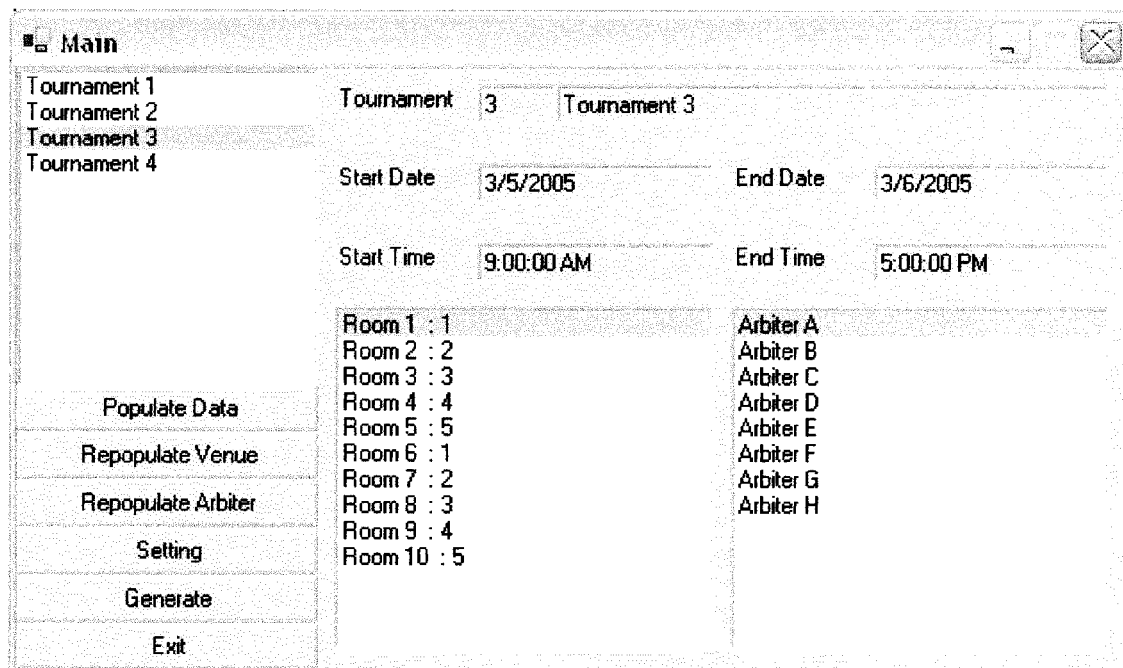 Main
Tournament 1
Tournament 2
Tournament 3
Tournament 4
Populate Data
Repopulate Venue
Repopulate Arbiter
Setting
Generate
Exit
Tournament 3 Tournament 3
Start Date 3/5/2005 End Date 3/6/2005
Start Time 9:00:00 AM End Time 5:00:00 PM
Room 1 : 1
Room 2 : 2
Room 3 : 3
Room 4 : 4
Room 5 : 5
Room 6 : 1
Room 7 : 2
Room 8 : 3
Room 9 : 4
Room 10 : 5
Arbiter A
Arbiter B
Arbiter C
Arbiter D
Arbiter E
Arbiter F
Arbiter G
Arbiter H